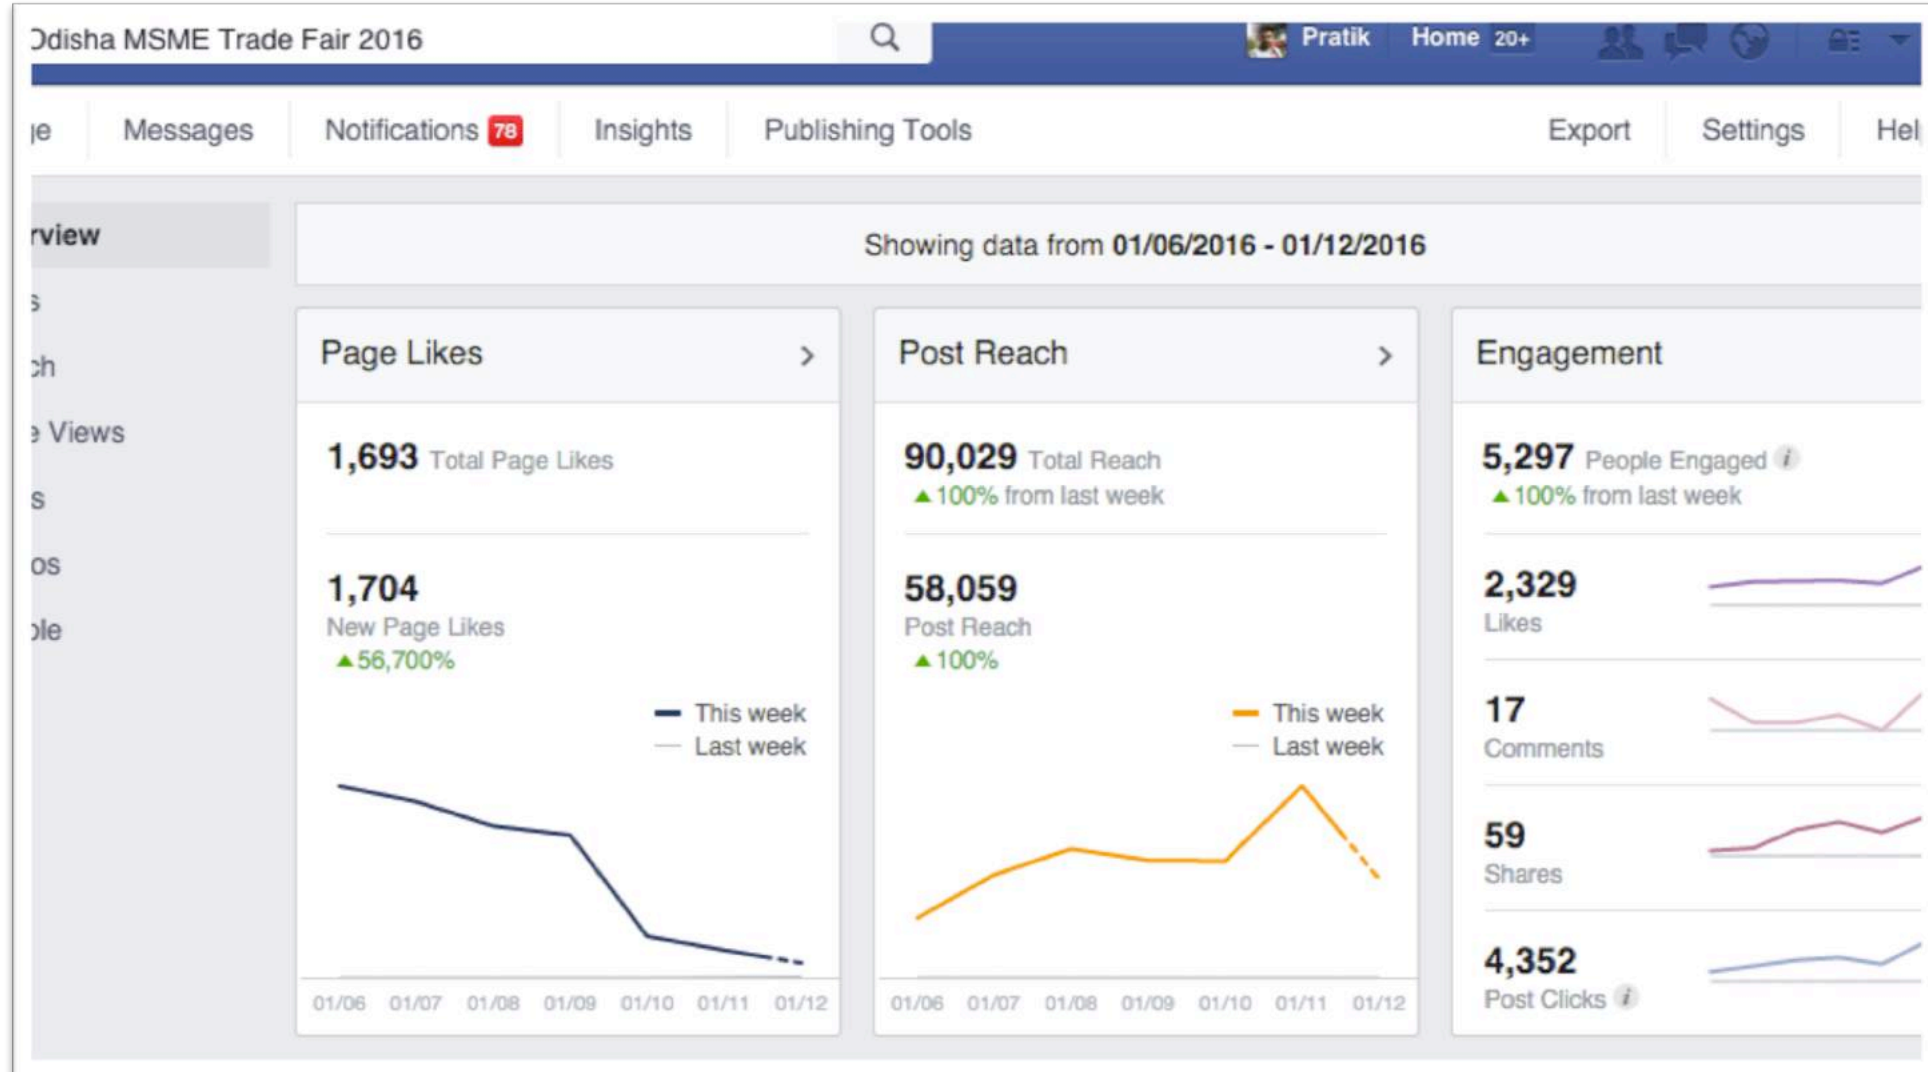 Odisha MSME Trade Fair 2016
Pratik Home 20+
ge Messages Notifications 78 Insights Publishing Tools Export Settings Hel
rview
s
ch
e Views
s
os
ple
Showing data from 01/06/2016 - 01/12/2016
Page Likes
1,693 Total Page Likes
1,704
New Page Likes
56,700%
This week
Last week
01/06 01/07 01/08 01/09 01/10 01/11 01/12
Post Reach
90,029 Total Reach
100% from last week
58,059
Post Reach
100%
This week
Last week
01/06 01/07 01/08 01/09 01/10 01/11 01/12
Engagement
5,297 People Engaged i
100% from last week
2,329
Likes
17
Comments
59
Shares
4,352
Post Clicks i